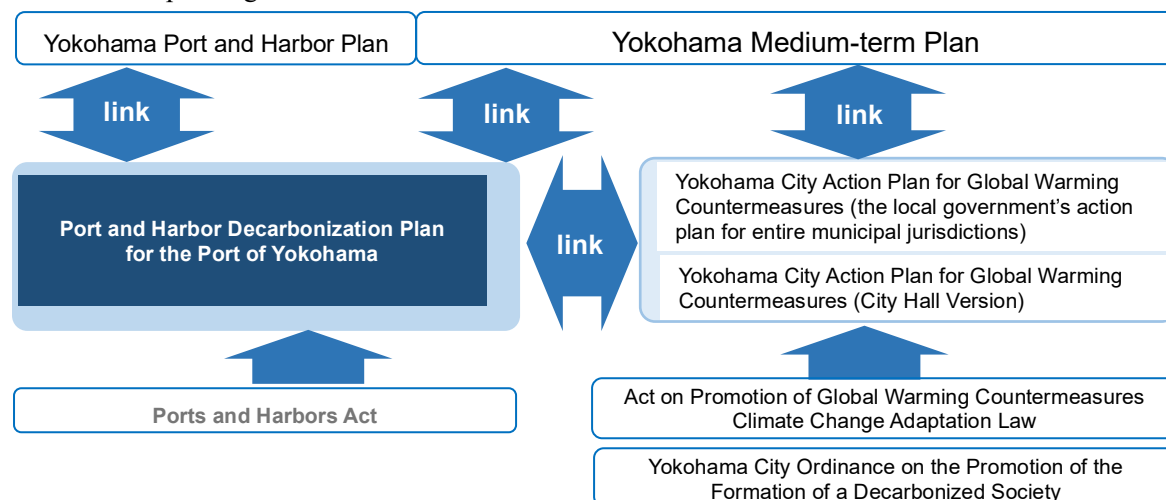 Yokohama Port and Harbor Plan
Yokohama Medium-term Plan
link
link
link
Port and Harbor Decarbonization Plan
for the Port of Yokohama
link
Yokohama City Action Plan for Global Warming
Countermeasures (the local government’s action
plan for entire municipal jurisdictions)
Yokohama City Action Plan for Global Warming
Countermeasures (City Hall Version)
Ports and Harbors Act
Act on Promotion of Global Warming Countermeasures
Climate Change Adaptation Law
Yokohama City Ordinance on the Promotion of the
Formation of a Decarbonized Society